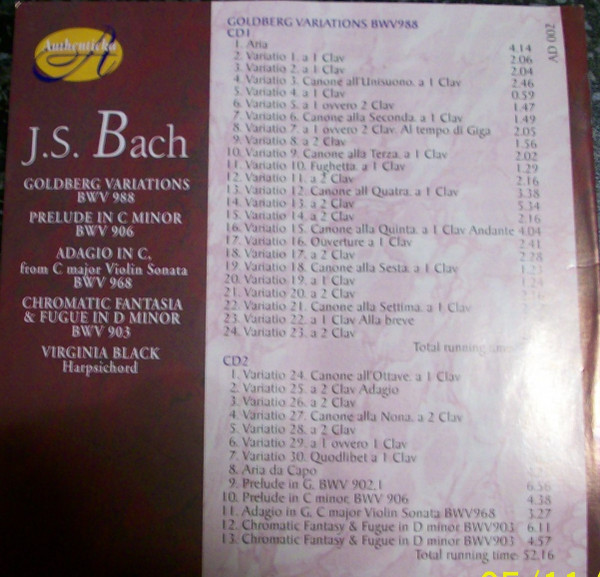 Authenticka
A
J.S. Bach
GOLDBERG VARIATIONS
BWV 988
PRELUDE IN C MINOR
BWV 906
ADAGIO IN C,
from C major Violin Sonata
BWV 968
CHROMATIC FANTASIA
& FUGUE IN D MINOR
BWV 903
VIRGINIA BLACK
Harpsichord
AD 002
GOLDBERG VARIATIONS BWV988
CD1
1. Aria 4.14
2. Variatio 1. a 1 Clav 2.06
3. Variatio 2. a 1 Clav 2.04
4. Variatio 3. Canone all'Unisuono. a 1 Clav 2.46
5. Variatio 4. a 1 Clav 0.59
6. Variatio 5. a 1 ovvero 2 Clav 1.47
7. Variatio 6. Canone alla Seconda. a 1 Clav 1.49
8. Variatio 7. a 1 ovvero 2 Clav. Al tempo di Giga 2.05
9. Variatio 8. a 2 Clav 1.56
10. Variatio 9. Canone alla Terza. a 1 Clav 2.02
11. Variatio 10. Fughetta. a 1 Clav 1.29
12. Variatio 11. a 2 Clav 2.16
13. Variatio 12. Canone all Quatra. a 1 Clav 3.38
14. Variatio 13. a 2 Clav 5.34
15. Variatio 14. a 2 Clav 2.16
16. Variatio 15. Canone alla Quinta. a 1 Clav Andante 4.04
17. Variatio 16. Ouverture a 1 Clav 2.41
18. Variatio 17. a 2 Clav 2.28
19. Variatio 18. Canone alla Sesta. a 1 Clav
20. Variatio 19. a 1 Clav
21. Variatio 20. a 2 Clav
22. Variatio 21. Canone alla Settima. a 1 Clav
23. Variatio 22. a 1 Clav Alla breve
24. Variatio 23. a 2 Clav
Total running time
CD2
1. Variatio 24. Canone all'Ottave. a 1 Clav
2. Variatio 25. a 2 Clav Adagio
3. Variatio 26. a 2 Clav
4. Variatio 27. Canone alla Nona. a 2 Clav
5. Variatio 28. a 2 Clav
6. Variatio 29. a 1 ovvero 1 Clav
7. Variatio 30. Quodlibet a 1 Clav
8. Aria da Capo
9. Prelude in G, BWV 902.1 6.56
10. Prelude in C minor, BWV 906 4.38
11. Adagio in G, C major Violin Sonata BWV968 3.27
12. Chromatic Fantasy & Fugue in D minor BWV903 6.11
13. Chromatic Fantasy & Fugue in D minor BWV903 4.57
Total running time 52.16